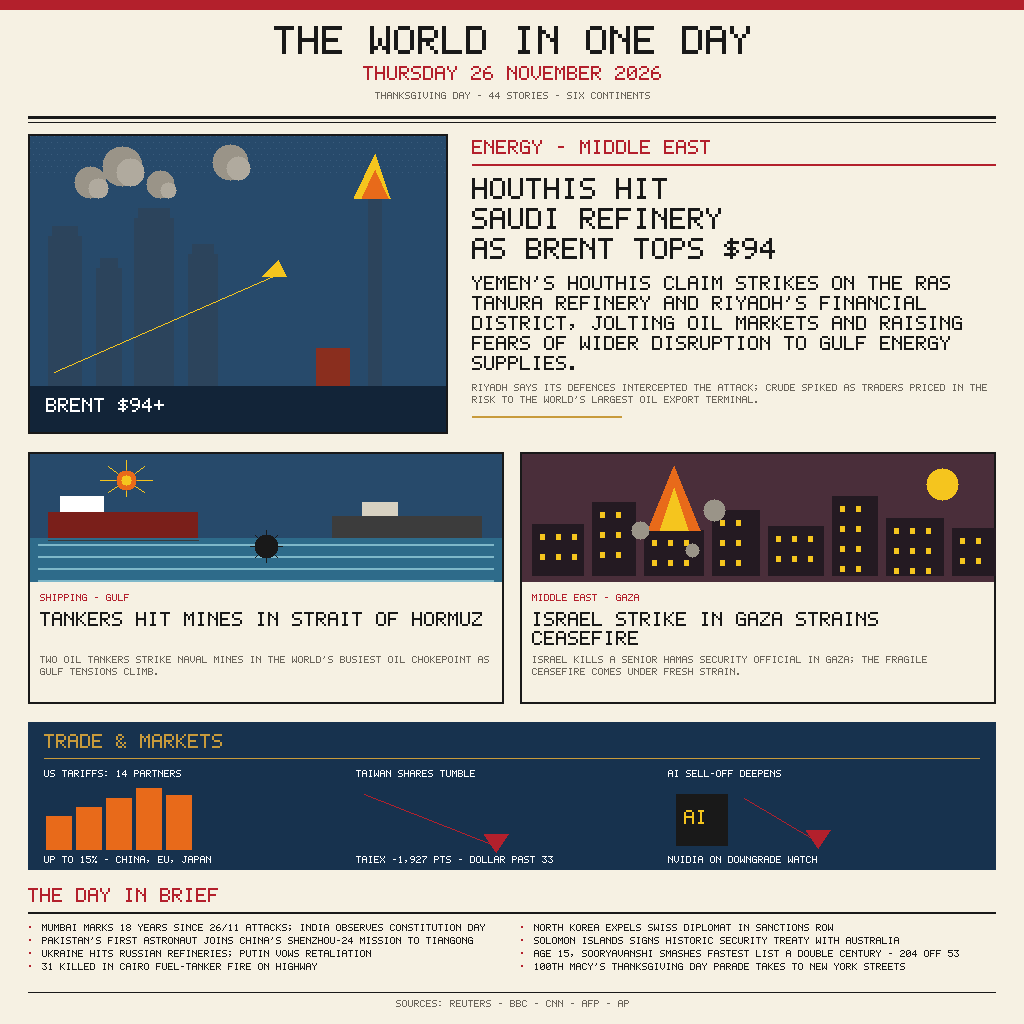 THE WORLD IN ONE DAY
THURSDAY 26 NOVEMBER 2026
THANKSGIVING DAY - 44 STORIES - SIX CONTINENTS
BRENT $94+
ENERGY - MIDDLE EAST
HOUTHIS HIT
SAUDI REFINERY
AS BRENT TOPS $94
YEMEN'S HOUTHIS CLAIM STRIKES ON THE RAS
TANURA REFINERY AND RIYADH'S FINANCIAL
DISTRICT, JOLTING OIL MARKETS AND RAISING
FEARS OF WIDER DISRUPTION TO GULF ENERGY
SUPPLIES.
RIYADH SAYS ITS DEFENCES INTERCEPTED THE ATTACK; CRUDE SPIKED AS TRADERS PRICED IN THE
RISK TO THE WORLD'S LARGEST OIL EXPORT TERMINAL.
SHIPPING - GULF
TANKERS HIT MINES IN STRAIT OF HORMUZ
TWO OIL TANKERS STRIKE NAVAL MINES IN THE WORLD'S BUSIEST OIL CHOKEPOINT AS
GULF TENSIONS CLIMB.
MIDDLE EAST - GAZA
ISRAEL STRIKE IN GAZA STRAINS
CEASEFIRE
ISRAEL KILLS A SENIOR HAMAS SECURITY OFFICIAL IN GAZA; THE FRAGILE
CEASEFIRE COMES UNDER FRESH STRAIN.
TRADE & MARKETS
US TARIFFS: 14 PARTNERS
UP TO 15% - CHINA, EU, JAPAN
TAIWAN SHARES TUMBLE
TAIEX -1,927 PTS - DOLLAR PAST 33
AI SELL-OFF DEEPENS
AI
NVIDIA ON DOWNGRADE WATCH
THE DAY IN BRIEF
· MUMBAI MARKS 18 YEARS SINCE 26/11 ATTACKS; INDIA OBSERVES CONSTITUTION DAY
· PAKISTAN'S FIRST ASTRONAUT JOINS CHINA'S SHENZHOU-24 MISSION TO TIANGONG
· UKRAINE HITS RUSSIAN REFINERIES; PUTIN VOWS RETALIATION
· 31 KILLED IN CAIRO FUEL-TANKER FIRE ON HIGHWAY
· NORTH KOREA EXPELS SWISS DIPLOMAT IN SANCTIONS ROW
· SOLOMON ISLANDS SIGNS HISTORIC SECURITY TREATY WITH AUSTRALIA
· AGE 15, SOORYAVANSHI SMASHES FASTEST LIST A DOUBLE CENTURY - 204 OFF 53
· 100TH MACY'S THANKSGIVING DAY PARADE TAKES TO NEW YORK STREETS
SOURCES: REUTERS - BBC - CNN - AFP - AP